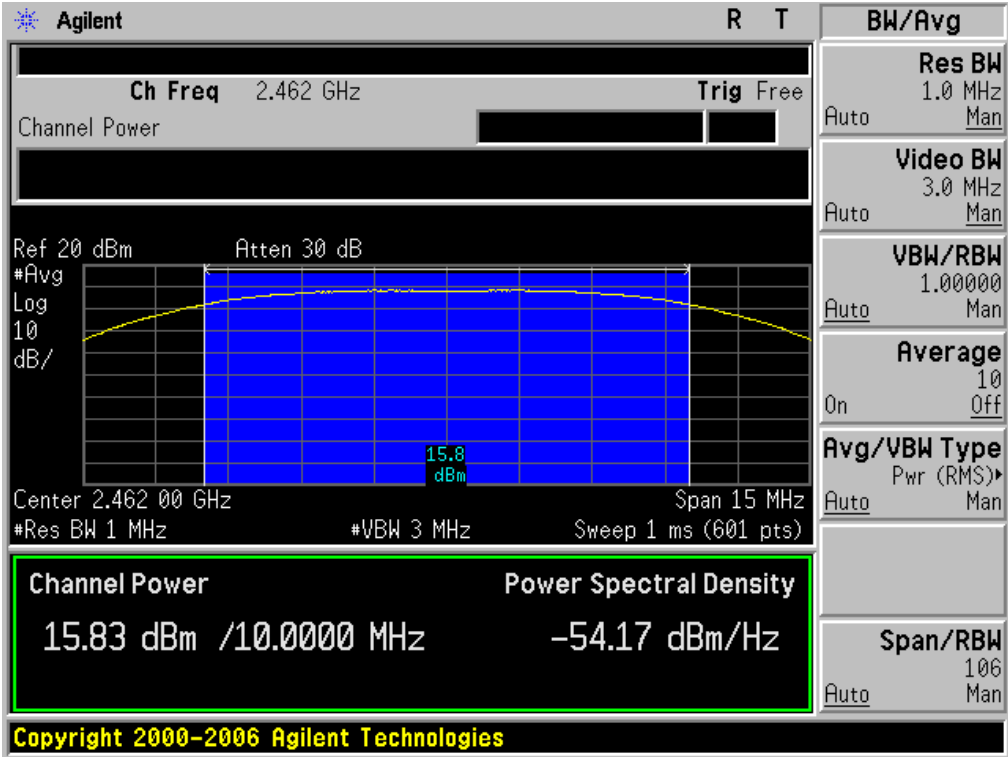 Agilent R T
Ch Freq 2.462 GHz Trig Free
Channel Power
Ref 20 dBm Atten 30 dB
#Avg
Log
10
dB/
15.8
dBm
Center 2.462 00 GHz Span 15 MHz
#Res BW 1 MHz #VBW 3 MHz Sweep 1 ms (601 pts)
Channel Power Power Spectral Density
15.83 dBm /10.0000 MHz -54.17 dBm/Hz
Copyright 2000-2006 Agilent Technologies
BW/Avg
Res BW
1.0 MHz
Auto Man
Video BW
3.0 MHz
Auto Man
VBW/RBW
1.00000
Auto Man
Average
10
On Off
Avg/VBW Type
Pwr (RMS)▸
Auto Man
Span/RBW
106
Auto Man